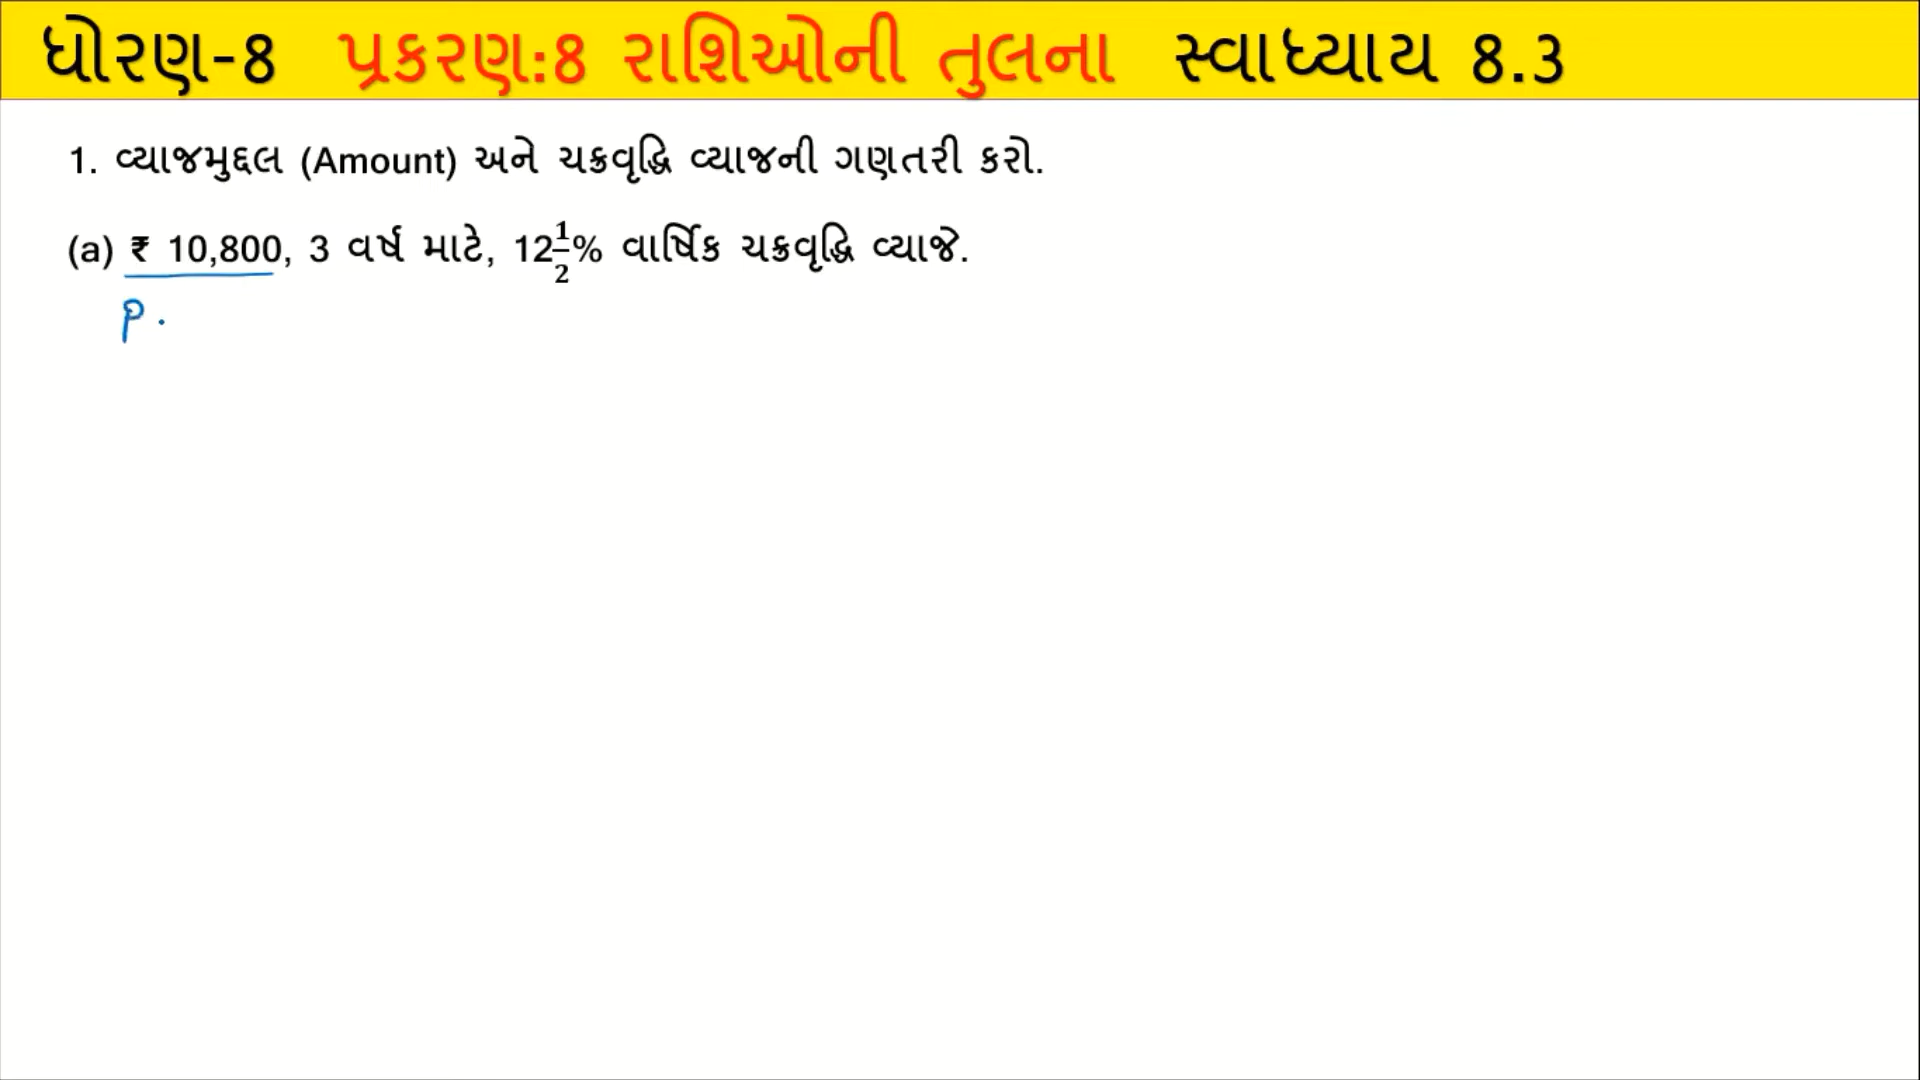 ધોરણ-8 પ્રકરણ:8 રાશિઓની તુલના સ્વાધ્યાય 8.3
1. વ્યાજમુદ્દલ (Amount) અને ચક્રવૃદ્ધિ વ્યાજની ગણતરી કરો.
(a) ₹ 10,800, 3 વર્ષ માટે, 12½% વાર્ષિક ચક્રવૃદ્ધિ વ્યાજે.
P.